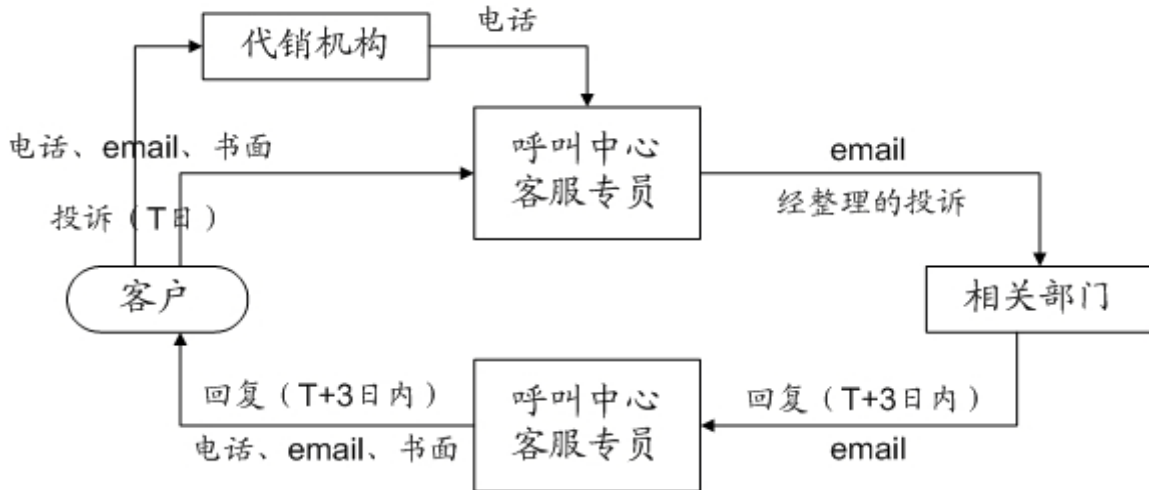 代销机构
电话
电话、email、书面
呼叫中心
客服专员
email
经整理的投诉
投诉（T日）
客户
相关部门
回复（T+3日内）
电话、email、书面
呼叫中心
客服专员
回复（T+3日内）
email